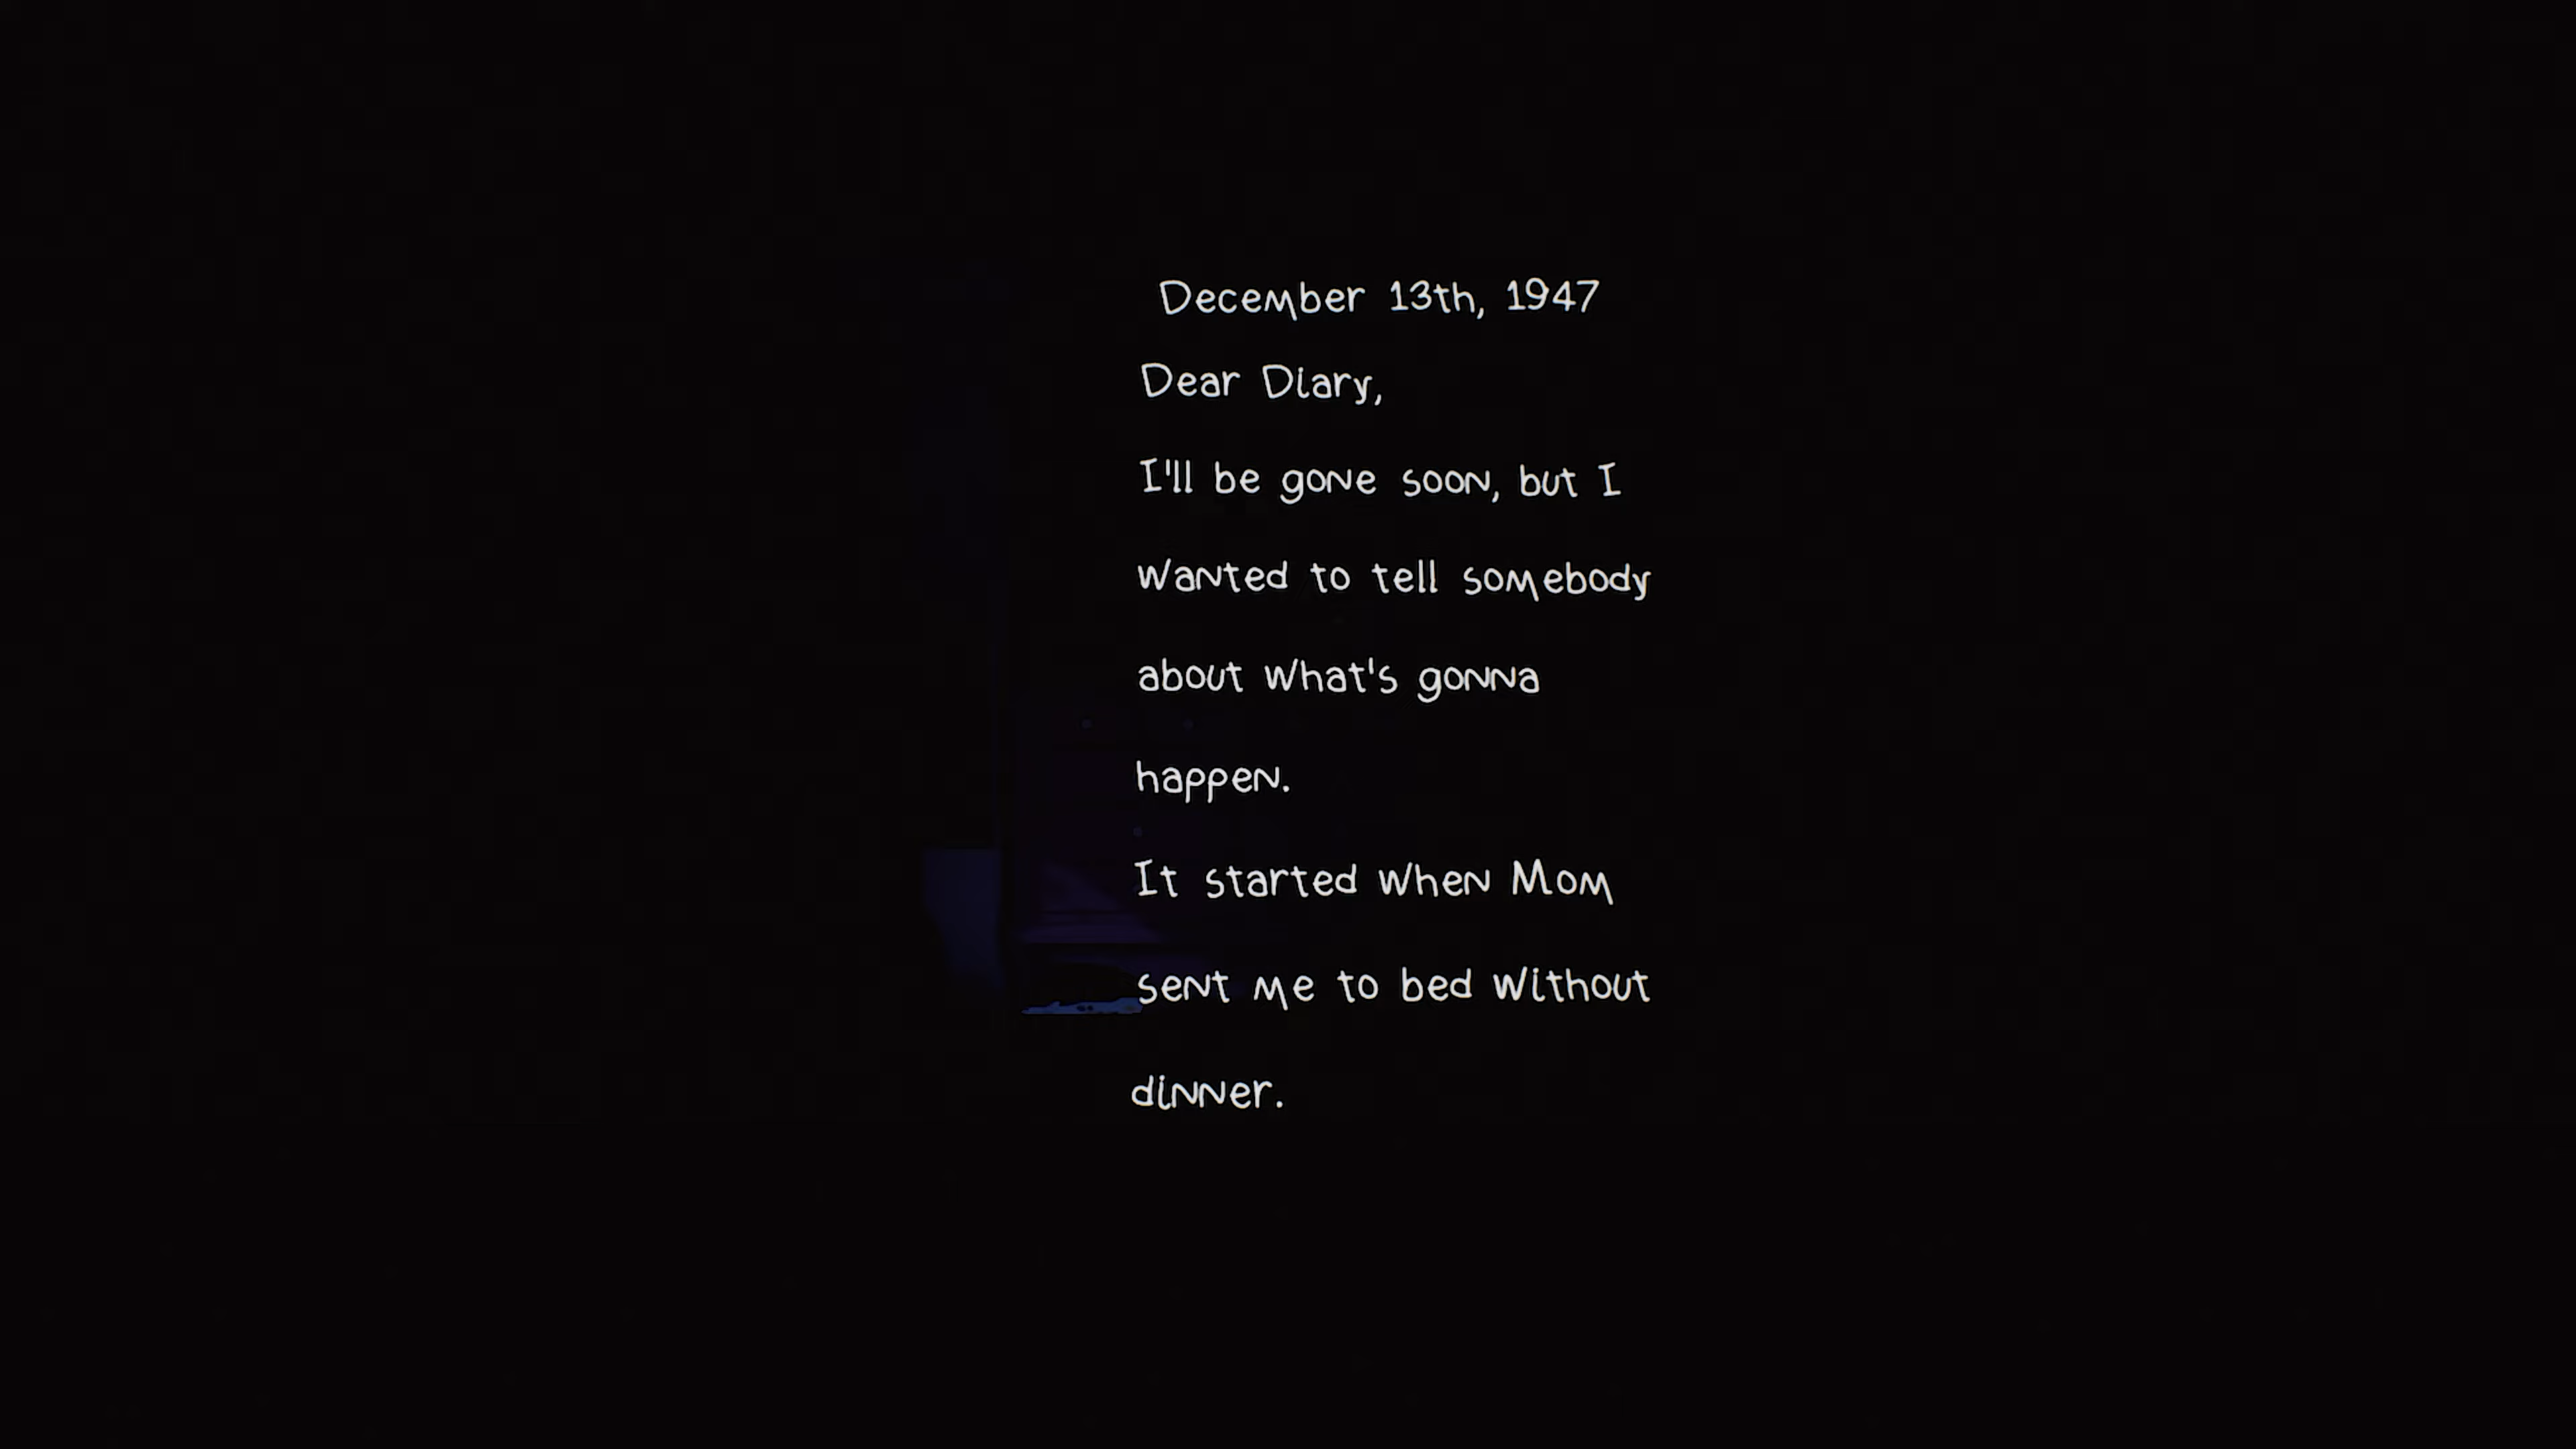 December 13th, 1947
Dear Diary,
I'll be gone soon, but I
wanted to tell somebody
about what's gonna
happen.
It started when Mom
sent me to bed without
dinner.